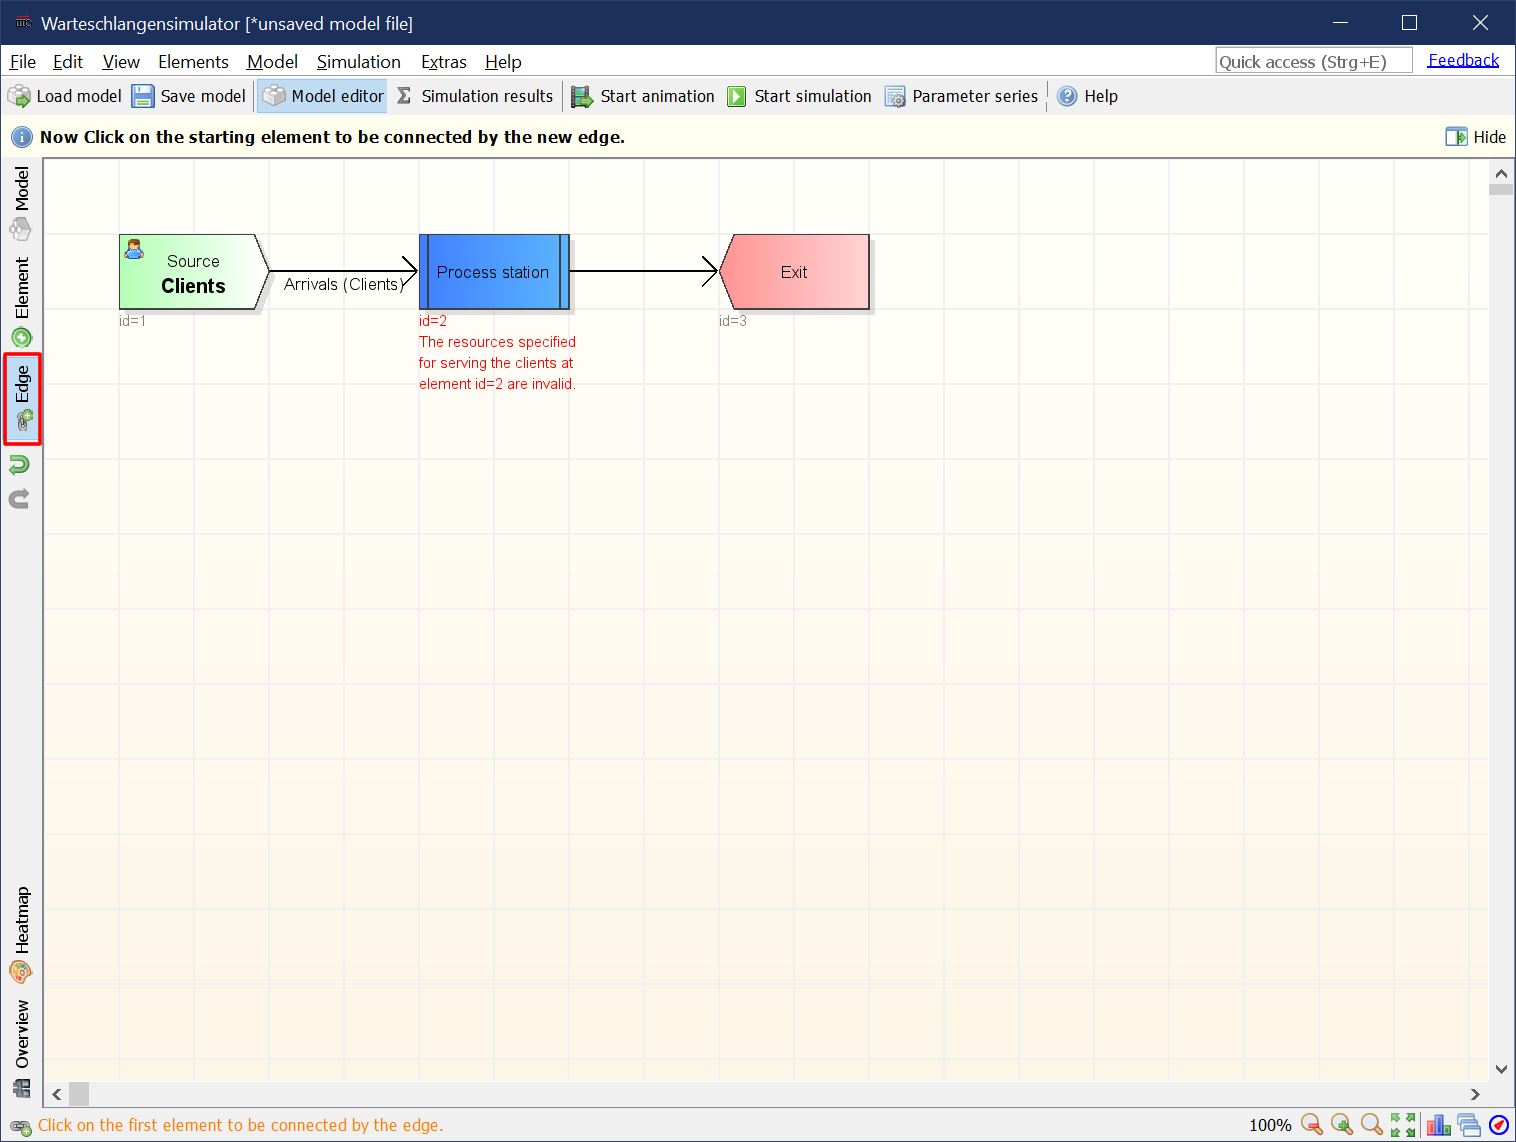 Warteschlangensimulator [*unsaved model file]
File Edit View Elements Model Simulation Extras Help
Quick access (Strg+E) Feedback
Load model Save model Model editor Simulation results Start animation Start simulation Parameter series Help
Now Click on the starting element to be connected by the new edge.
Hide
Model
Element
Edge
Heatmap
Overview
Source
Clients
id=1
Arrivals (Clients)
Process station
id=2
The resources specified
for serving the clients at
element id=2 are invalid.
Exit
id=3
Click on the first element to be connected by the edge.
100%